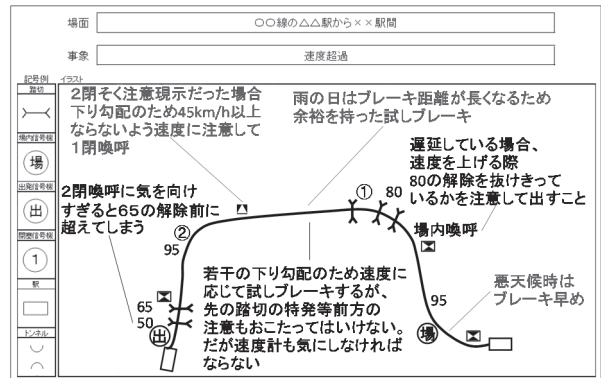 場面
〇〇線の△△駅から××駅間
事象
速度超過
記号例
イラスト
踏切
場内信号機
場
出発信号機
出
閉塞信号機
1
駅
トンネル
2閉そく注意現示だった場合
下り勾配のため45km/h以上
ならないよう速度に注意して
1閉喚呼
雨の日はブレーキ距離が長くなるため
余裕を持った試しブレーキ
遅延している場合、
速度を上げる際
80の解除を抜けきって
いるかを注意して出すこと
2閉喚呼に気を向け
すぎると65の解除前に
超えてしまう
①
80
②
95
場内喚呼
若干の下り勾配のため速度に
応じて試しブレーキするが、
先の踏切の特発等前方の
注意もおこたってはいけない。
だが速度計も気にしなければ
ならない
悪天候時は
ブレーキ早め
95
65
50
出
場